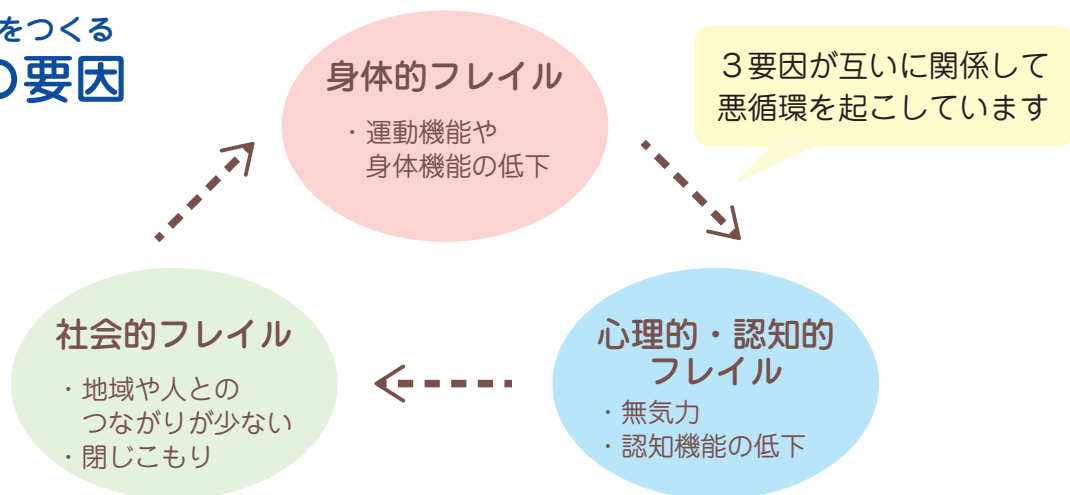 をつくる
の要因
身体的フレイル
・運動機能や
身体機能の低下
３要因が互いに関係して
悪循環を起こしています
社会的フレイル
・地域や人との
つながりが少ない
・閉じこもり
心理的・認知的
フレイル
・無気力
・認知機能の低下